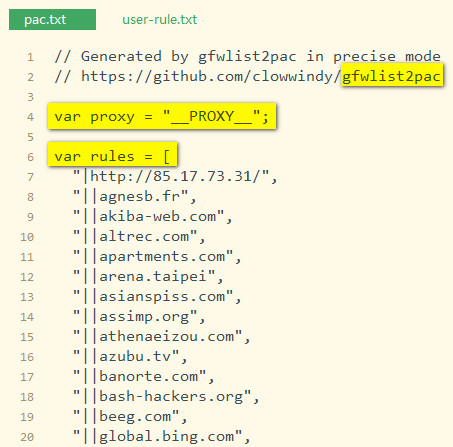 pac.txt user-rule.txt
1 // Generated by gfwlist2pac in precise mode
2 // https://github.com/clowwindy/gfwlist2pac
3
4 var proxy = "__PROXY__";
5
6 var rules = [
7 "|http://85.17.73.31/",
8 "||agnesb.fr",
9 "||akiba-web.com",
10 "||altrec.com",
11 "||apartments.com",
12 "||arena.taipei",
13 "||asianspiss.com",
14 "||assimp.org",
15 "||athenaeizou.com",
16 "||azubu.tv",
17 "||banorte.com",
18 "||bash-hackers.org",
19 "||beeg.com",
20 "||global.bing.com",